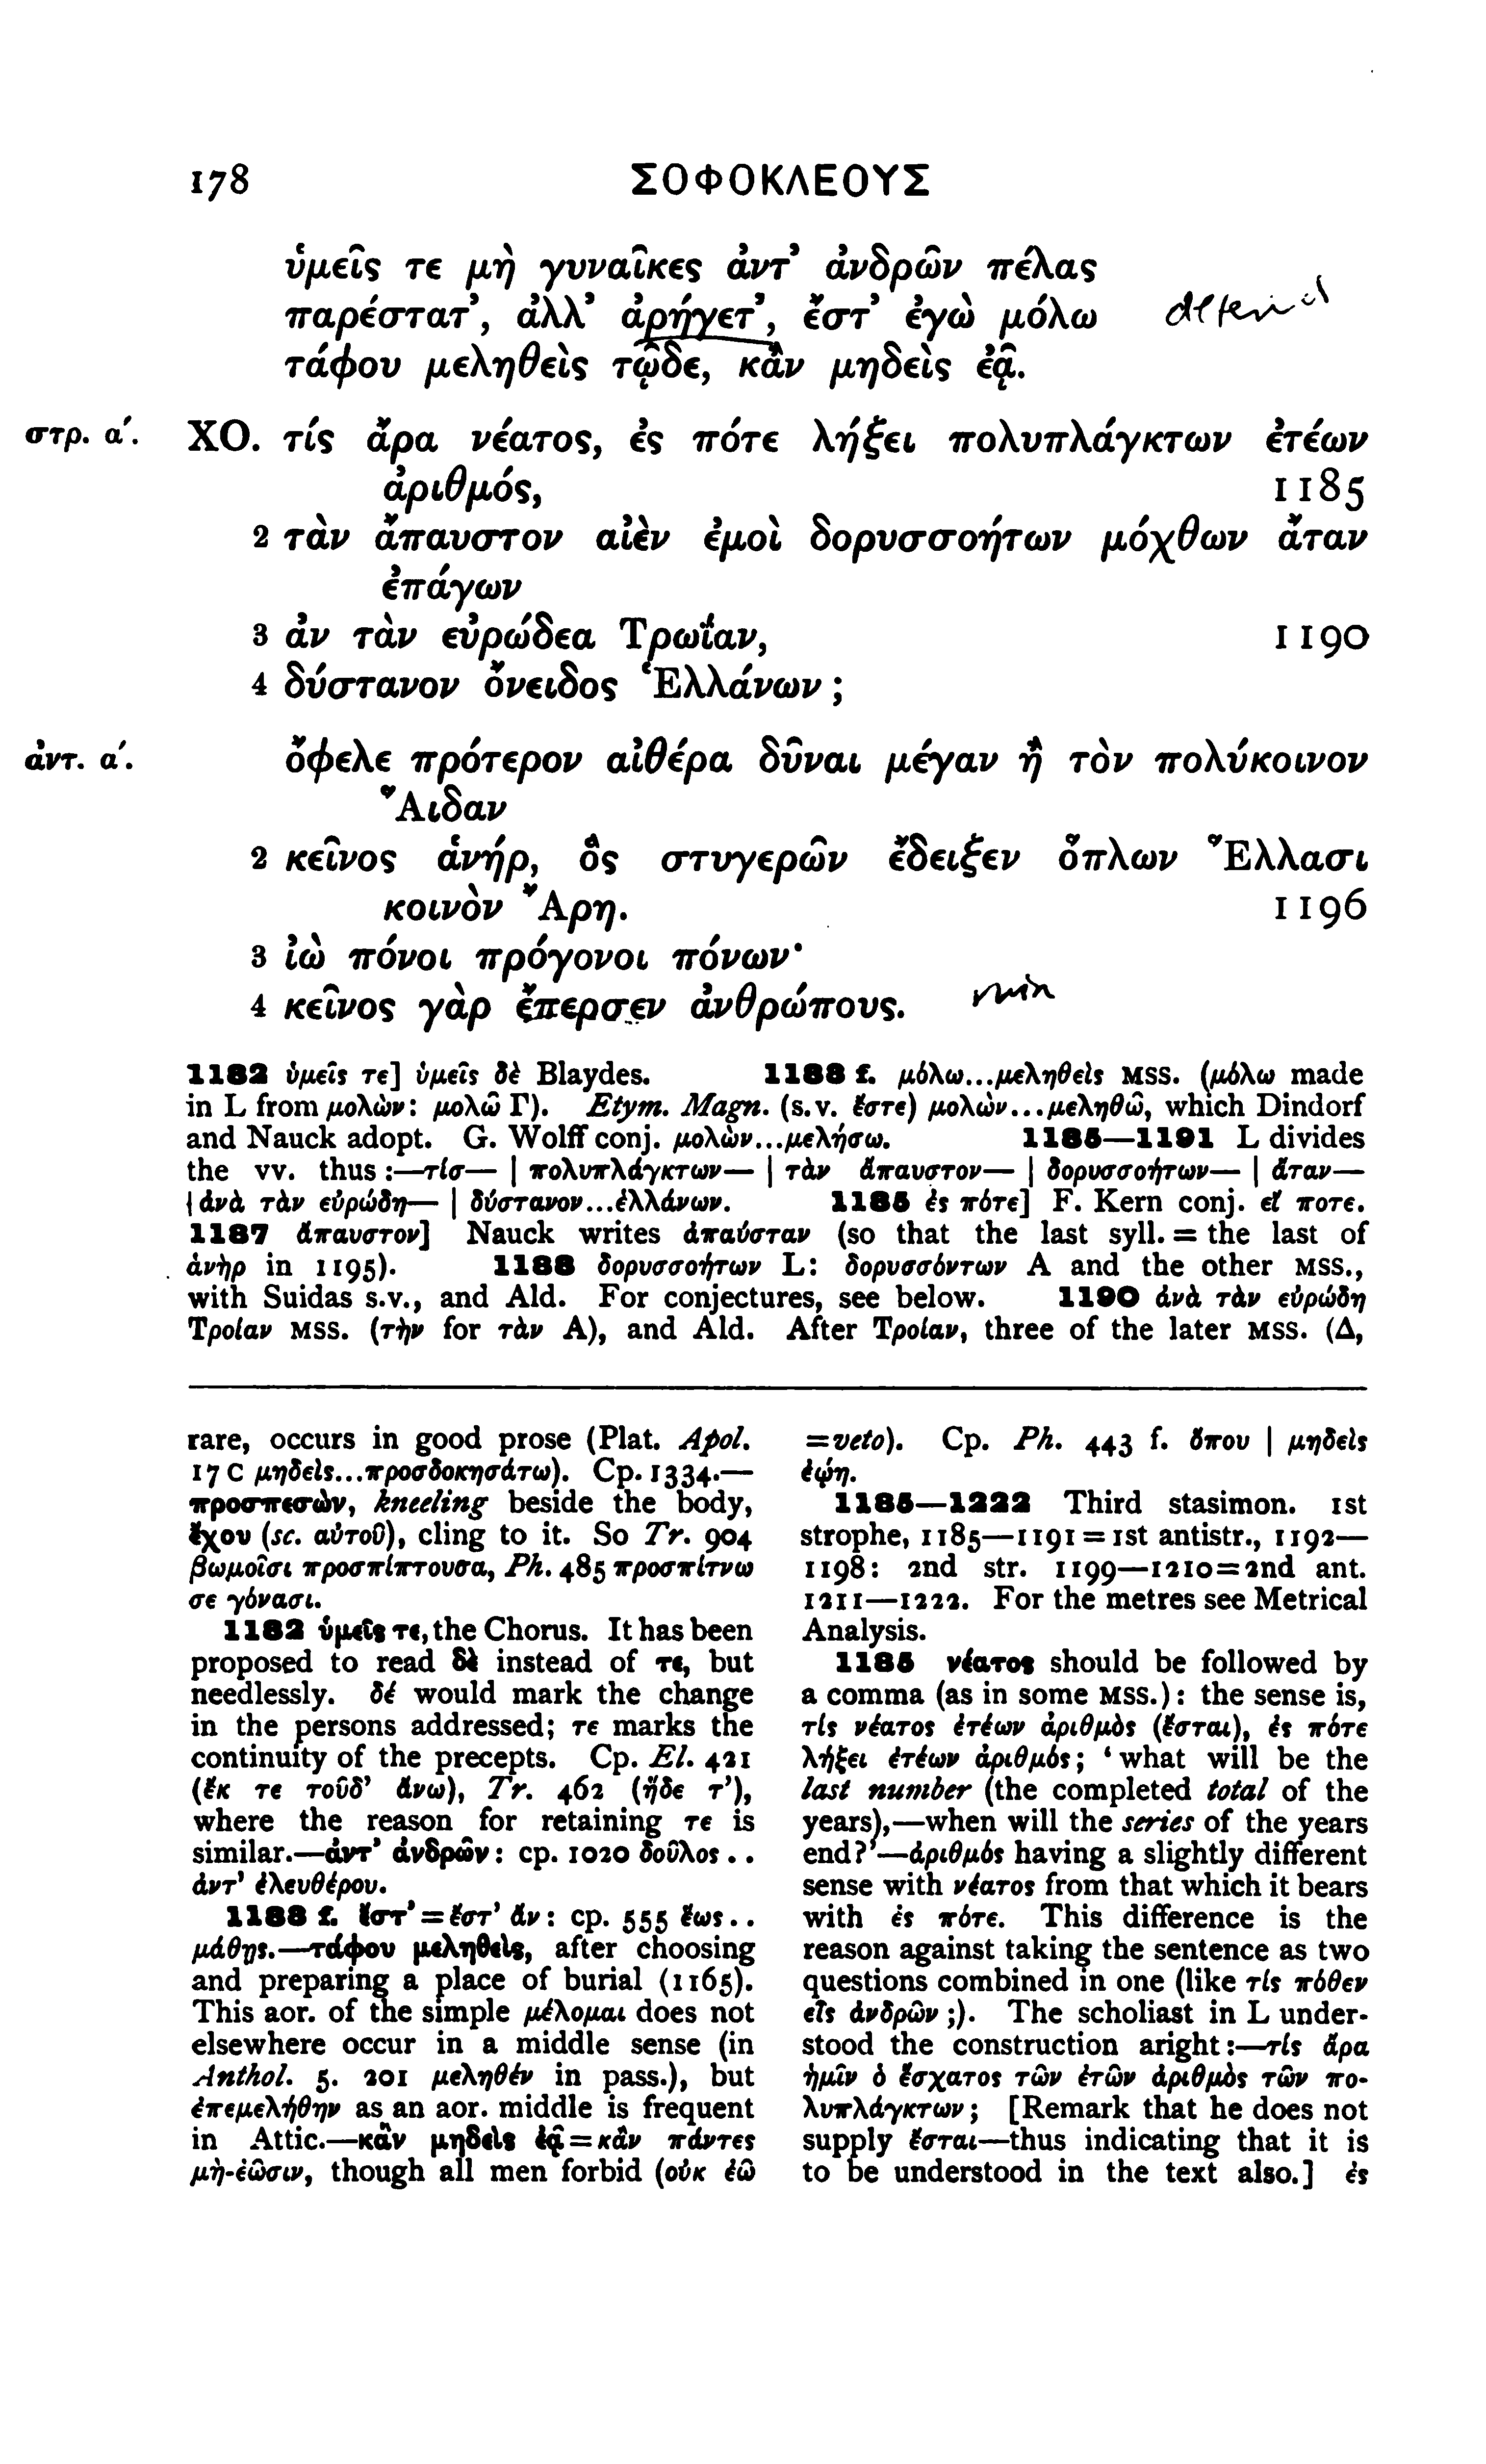 178 ΣΟΦΟΚΛΕΟΥΣ
ὑμεῖς τε μὴ γυναῖκες ἀντ’ ἀνδρῶν πέλας
παρέστατ’, ἀλλ’ ἀρήγετ’, ἔστ’ ἐγὼ μόλω
τάφου μεληθεὶς τῷδε, κἂν μηδεὶς ἐᾷ.
στρ. α΄. ΧΟ. τίς ἄρα νέατος, ἐς πότε λήξει πολυπλάγκτων ἐτέων
ἀριθμός, 1185
2 τὰν ἄπαυστον αἰὲν ἐμοὶ δορυσσοήτων μόχθων ἄταν
ἐπάγων
3 ἀν τὰν εὐρώδεα Τρωΐαν, 1190
4 δύστανον ὄνειδος Ἑλλάνων;
ἀντ. α΄. ὄφελε πρότερον αἰθέρα δῦναι μέγαν ἢ τὸν πολύκοινον
Ἅιδαν
2 κεῖνος ἁνήρ, ὃς στυγερῶν ἔδειξεν ὅπλων Ἕλλασι
κοινὸν Ἄρη. 1196
3 ἰὼ πόνοι πρόγονοι πόνων·
4 κεῖνος γὰρ ἔπερσεν ἀνθρώπους.
1182 ὑμεῖς τε] ὑμεῖς δὲ Blaydes. 1183 f. μόλω...μεληθεὶς MSS. (μόλω made
in L from μολὼν: μολῶ Γ). Etym. Magn. (s.v. ἔστε) μολὼν...μεληθῶ, which Dindorf
and Nauck adopt. G. Wolff conj. μολὼν...μελήσω. 1185—1191 L divides
the vv. thus:—τίσ— | πολυπλάγκτων— | τὰν ἄπαυστον— | δορυσσοήτων— | ἄταν—
| ἀνὰ τὰν εὐρώδη— | δύστανον...ἑλλάνων. 1185 ἐς πότε] F. Kern conj. εἴ ποτε.
1187 ἄπαυστον] Nauck writes ἀπαύσταν (so that the last syll. = the last of
ἁνὴρ in 1195). 1188 δορυσσοήτων L: δορυσσόντων A and the other MSS.,
with Suidas s.v., and Ald. For conjectures, see below. 1190 ἀνὰ τὰν εὐρώδη
Τροίαν MSS. (τὴν for τὰν A), and Ald. After Τροίαν, three of the later MSS. (Δ,
rare, occurs in good prose (Plat. Apol.
17 C μηδεὶς...προσδοκησάτω). Cp. 1334.—
προσπεσὼν, kneeling beside the body,
ἔχου (sc. αὐτοῦ), cling to it. So Tr. 904
βωμοῖσι προσπίπτουσα, Ph. 485 προσπίτνω
σε γόνασι.
1182 ὑμεῖς τε, the Chorus. It has been
proposed to read δὲ instead of τε, but
needlessly. δέ would mark the change
in the persons addressed; τε marks the
continuity of the precepts. Cp. El. 421
(ἔκ τε τοῦδ’ ἄνω), Tr. 462 (ἥδε τ’),
where the reason for retaining τε is
similar.—ἀντ’ ἀνδρῶν: cp. 1020 δοῦλος..
ἀντ’ ἐλευθέρου.
1183 f. ἔστ’=ἔστ’ ἄν: cp. 555 ἕως..
μάθῃς.—τάφου μεληθεὶς, after choosing
and preparing a place of burial (1165).
This aor. of the simple μέλομαι does not
elsewhere occur in a middle sense (in
Anthol. 5. 201 μεληθέν in pass.), but
ἐπεμελήθην as an aor. middle is frequent
in Attic.—κἂν μηδεὶς ἐᾷ=κἂν πάντες
μὴ-ἐῶσιν, though all men forbid (οὐκ ἐῶ
=veto). Cp. Ph. 443 f. ὅπου | μηδεὶς
ἐῴη.
1185—1222 Third stasimon. 1st
strophe, 1185—1191=1st antistr., 1192—
1198: 2nd str. 1199—1210=2nd ant.
1211—1222. For the metres see Metrical
Analysis.
1185 νέατος should be followed by
a comma (as in some MSS.): the sense is,
τίς νέατος ἐτέων ἀριθμὸς (ἔσται), ἐς πότε
λήξει ἐτέων ἀριθμός; ‘what will be the
last number (the completed total of the
years),—when will the series of the years
end?’—ἀριθμός having a slightly different
sense with νέατος from that which it bears
with ἐς πότε. This difference is the
reason against taking the sentence as two
questions combined in one (like τίς πόθεν
εἶς ἀνδρῶν;). The scholiast in L under-
stood the construction aright:—τίς ἄρα
ἡμῖν ὁ ἔσχατος τῶν ἐτῶν ἀριθμὸς τῶν πο-
λυπλάγκτων; [Remark that he does not
supply ἔσται—thus indicating that it is
to be understood in the text also.] ἐς